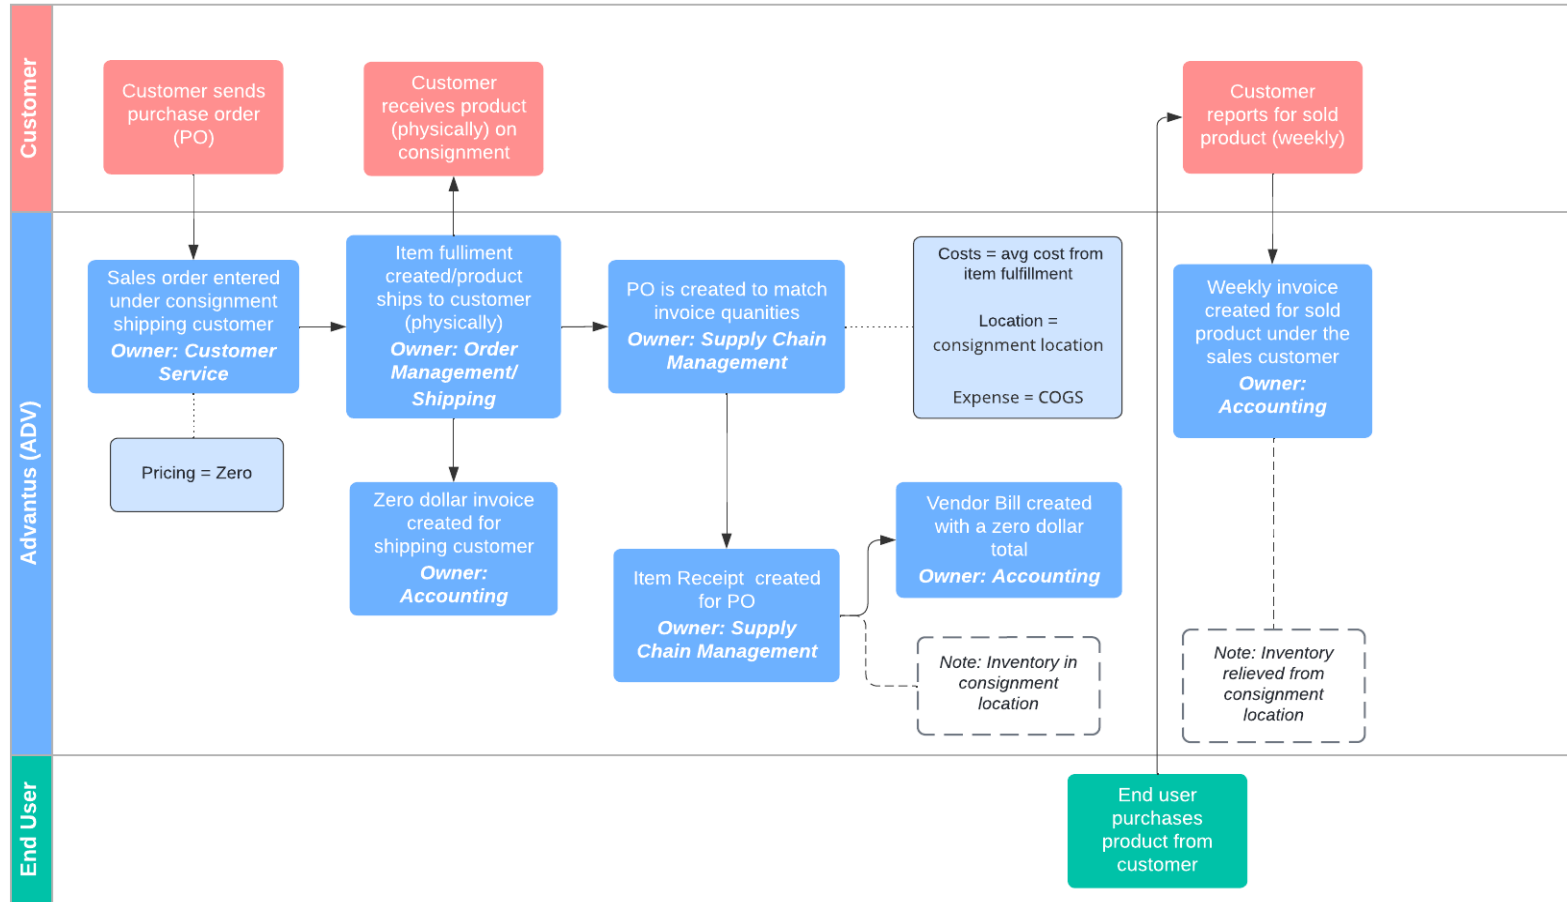 Customer
Customer sends
purchase order
(PO)
Customer
receives product
(physically) on
consignment
Customer
reports for sold
product (weekly)
Advantus (ADV)
Sales order entered
under consignment
shipping customer
Owner: Customer
Service
Pricing = Zero
Item fulliment
created/product
ships to customer
(physically)
Owner: Order
Management/
Shipping
Zero dollar invoice
created for
shipping customer
Owner:
Accounting
PO is created to match
invoice quanities
Owner: Supply Chain
Management
Costs = avg cost from
item fulfillment
Location =
consignment location
Expense = COGS
Item Receipt  created
for PO
Owner: Supply
Chain Management
Vendor Bill created
with a zero dollar
total
Owner: Accounting
Note: Inventory in
consignment
location
Weekly invoice
created for sold
product under the
sales customer
Owner:
Accounting
Note: Inventory
relieved from
consignment
location
End User
End user
purchases
product from
customer